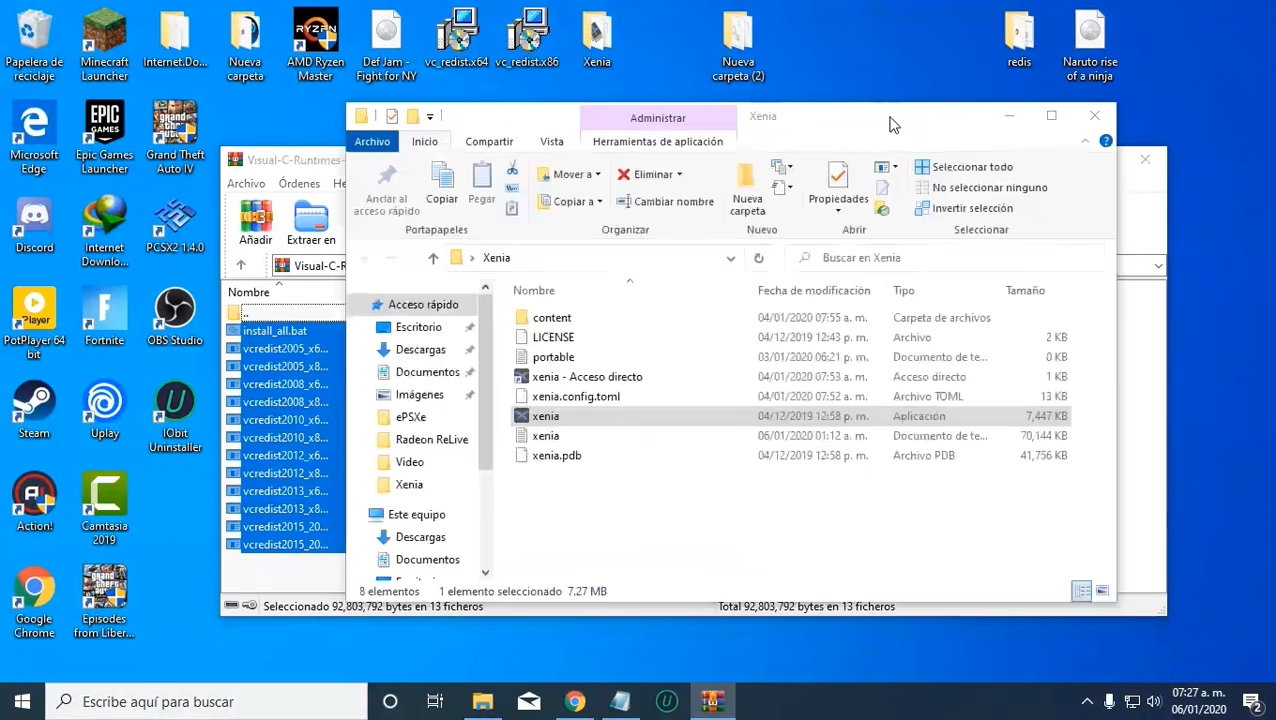 Papelera de reciclaje
Minecraft Launcher
Internet.Do...
Nueva carpeta
AMD Ryzen Master
Def Jam - Fight for NY
vc_redist.x64
vc_redist.x86
Xenia
Nueva carpeta (2)
redis
Naruto rise of a ninja
RYZEN
Microsoft Edge
Epic Games Launcher
Grand Theft Auto IV
EPIC GAMES
Discord
Internet Downlo...
PCSX2 1.4.0
Player
PotPlayer 64 bit
Fortnite
OBS Studio
Steam
Uplay
IObit Uninstaller
Action!
Camtasia 2019
Google Chrome
Episodes from Liber...
Visual-C-Runtimes-
Archivo
Órdenes
He
Añadir
Extraer en
Visual-C-R
Nombre
..
install_all.bat
vcredist2005_x6...
vcredist2005_x8...
vcredist2008_x6...
vcredist2008_x8...
vcredist2010_x6...
vcredist2010_x8...
vcredist2012_x6...
vcredist2012_x8...
vcredist2013_x6...
vcredist2013_x8...
vcredist2015_20...
vcredist2015_20...
Seleccionado 92,803,792 bytes en 13 ficheros
Total 92,803,792 bytes en 13 ficheros
Administrar
Xenia
Archivo
Inicio
Compartir
Vista
Herramientas de aplicación
Anclar al acceso rápido
Copiar
Pegar
Mover a
Copiar a
Eliminar
Cambiar nombre
Nueva carpeta
Propiedades
Seleccionar todo
No seleccionar ninguno
Invertir selección
Portapapeles
Organizar
Nuevo
Abrir
Seleccionar
Xenia
Buscar en Xenia
Acceso rápido
Escritorio
Descargas
Documentos
Imágenes
ePSXe
Radeon ReLive
Video
Xenia
Este equipo
Descargas
Documentos
Nombre
Fecha de modificación
Tipo
Tamaño
content 04/01/2020 07:55 a. m. Carpeta de archivos
LICENSE 04/12/2019 12:43 p. m. Archivo 2 KB
portable 03/01/2020 06:21 p. m. Documento de te... 0 KB
xenia - Acceso directo 04/01/2020 07:53 a. m. Acceso directo 1 KB
xenia.config.toml 04/01/2020 07:52 a. m. Archivo TOML 13 KB
xenia 04/12/2019 12:58 p. m. Aplicación 7,447 KB
xenia 06/01/2020 01:12 a. m. Documento de te... 70,144 KB
xenia.pdb 04/12/2019 12:58 p. m. Archivo PDB 41,756 KB
8 elementos
1 elemento seleccionado 7.27 MB
Escribe aquí para buscar
07:27 a. m.
06/01/2020
2